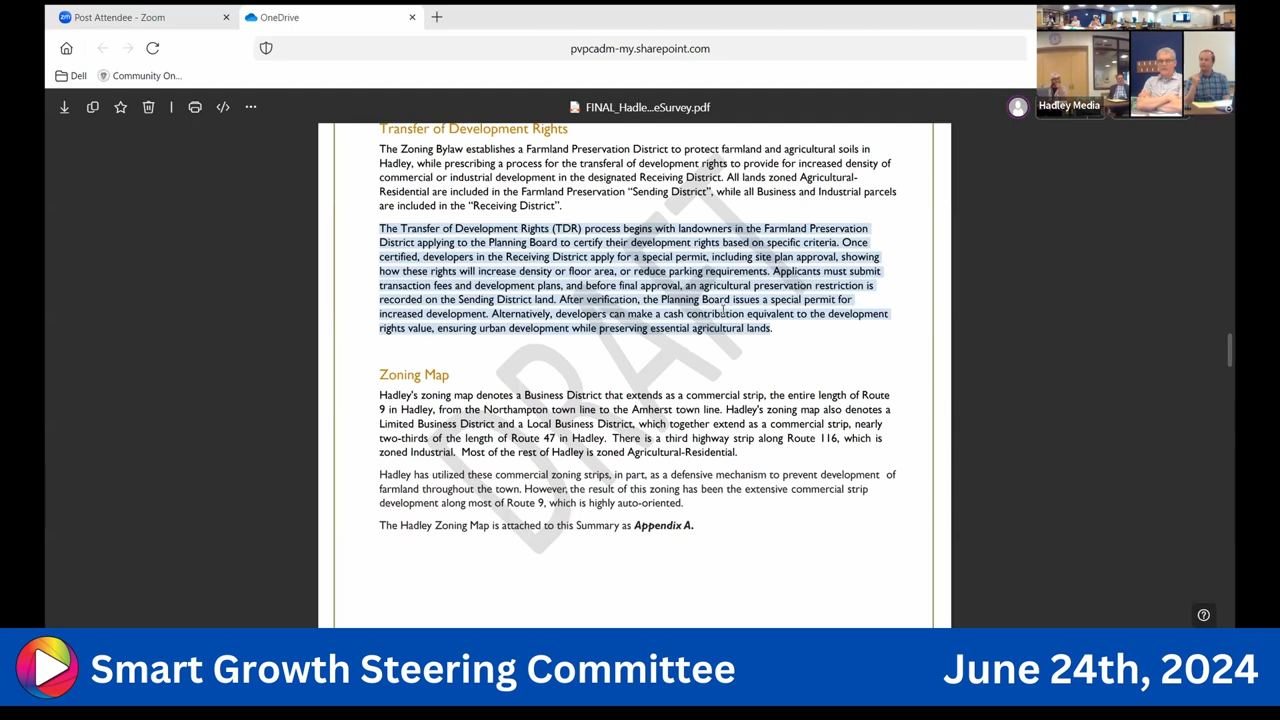 Post Attendee - Zoom
OneDrive
pvpcadm-my.sharepoint.com
Dell
Community On...
FINAL_Hadle...eSurvey.pdf
Hadley Media
Transfer of Development Rights
The Zoning Bylaw establishes a Farmland Preservation District to protect farmland and agricultural soils in
Hadley, while prescribing a process for the transferal of development rights to provide for increased density of
commercial or industrial development in the designated Receiving District. All lands zoned Agricultural-
Residential are included in the Farmland Preservation “Sending District”, while all Business and Industrial parcels
are included in the “Receiving District”.
The Transfer of Development Rights (TDR) process begins with landowners in the Farmland Preservation
District applying to the Planning Board to certify their development rights based on specific criteria. Once
certified, developers in the Receiving District apply for a special permit, including site plan approval, showing
how these rights will increase density or floor area, or reduce parking requirements. Applicants must submit
transaction fees and development plans, and before final approval, an agricultural preservation restriction is
recorded on the Sending District land. After verification, the Planning Board issues a special permit for
increased development. Alternatively, developers can make a cash contribution equivalent to the development
rights value, ensuring urban development while preserving essential agricultural lands.
Zoning Map
Hadley's zoning map denotes a Business District that extends as a commercial strip, the entire length of Route
9 in Hadley, from the Northampton town line to the Amherst town line. Hadley's zoning map also denotes a
Limited Business District and a Local Business District, which together extend as a commercial strip, nearly
two-thirds of the length of Route 47 in Hadley. There is a third highway strip along Route 116, which is
zoned Industrial. Most of the rest of Hadley is zoned Agricultural-Residential.
Hadley has utilized these commercial zoning strips, in part, as a defensive mechanism to prevent development of
farmland throughout the town. However, the result of this zoning has been the extensive commercial strip
development along most of Route 9, which is highly auto-oriented.
The Hadley Zoning Map is attached to this Summary as Appendix A.
DRAFT
Smart Growth Steering Committee
June 24th, 2024